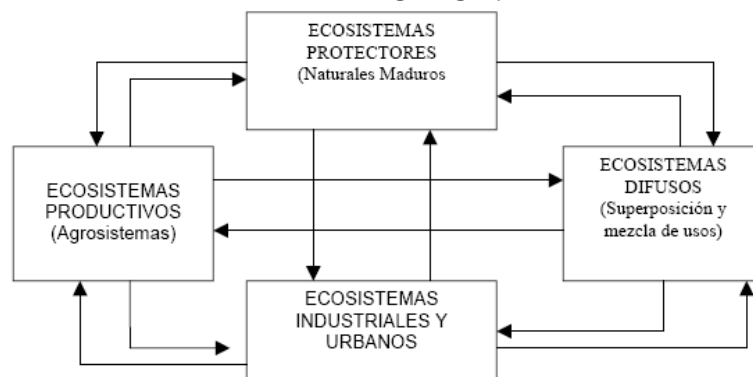 ECOSISTEMAS
PROTECTORES
(Naturales Maduros
ECOSISTEMAS
PRODUCTIVOS
(Agrosistemas)
ECOSISTEMAS
DIFUSOS
(Superposición y
mezcla de usos)
ECOSISTEMAS
INDUSTRIALES Y
URBANOS